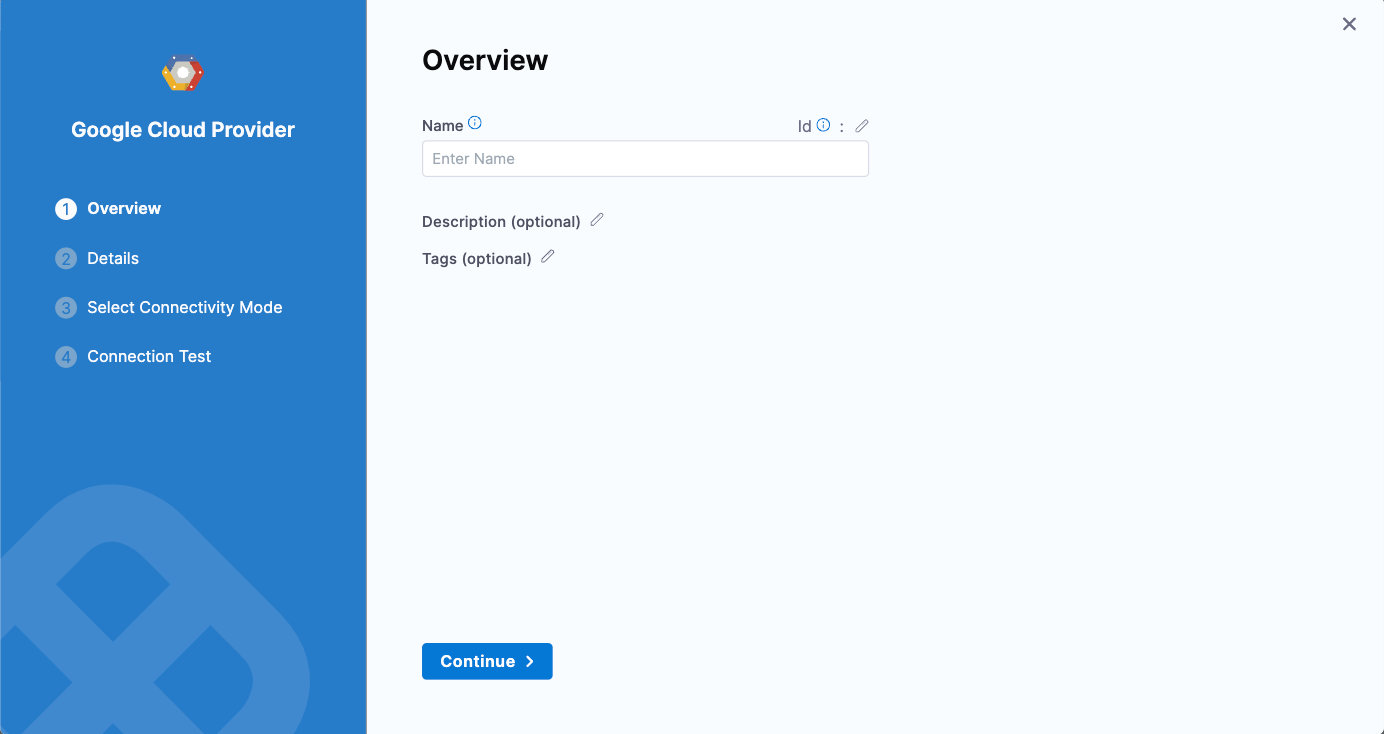 Google Cloud Provider
1 Overview
2 Details
3 Select Connectivity Mode
4 Connection Test
Overview
Name Id :
Enter Name
Description (optional)
Tags (optional)
Continue